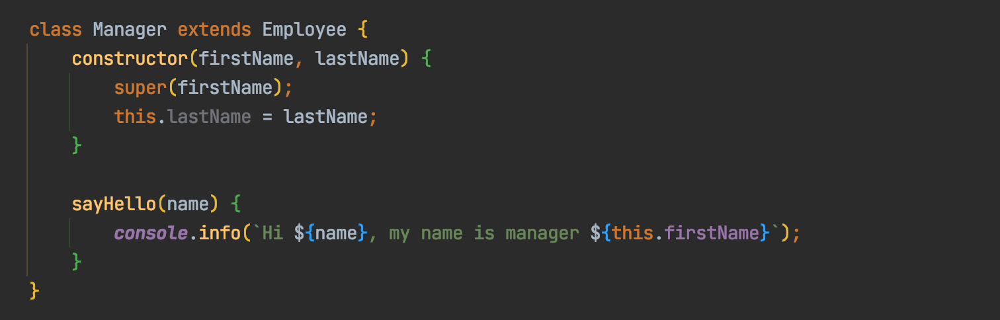 class Manager extends Employee {
    constructor(firstName, lastName) {
        super(firstName);
        this.lastName = lastName;
    }

    sayHello(name) {
        console.info(`Hi ${name}, my name is manager ${this.firstName}`);
    }
}